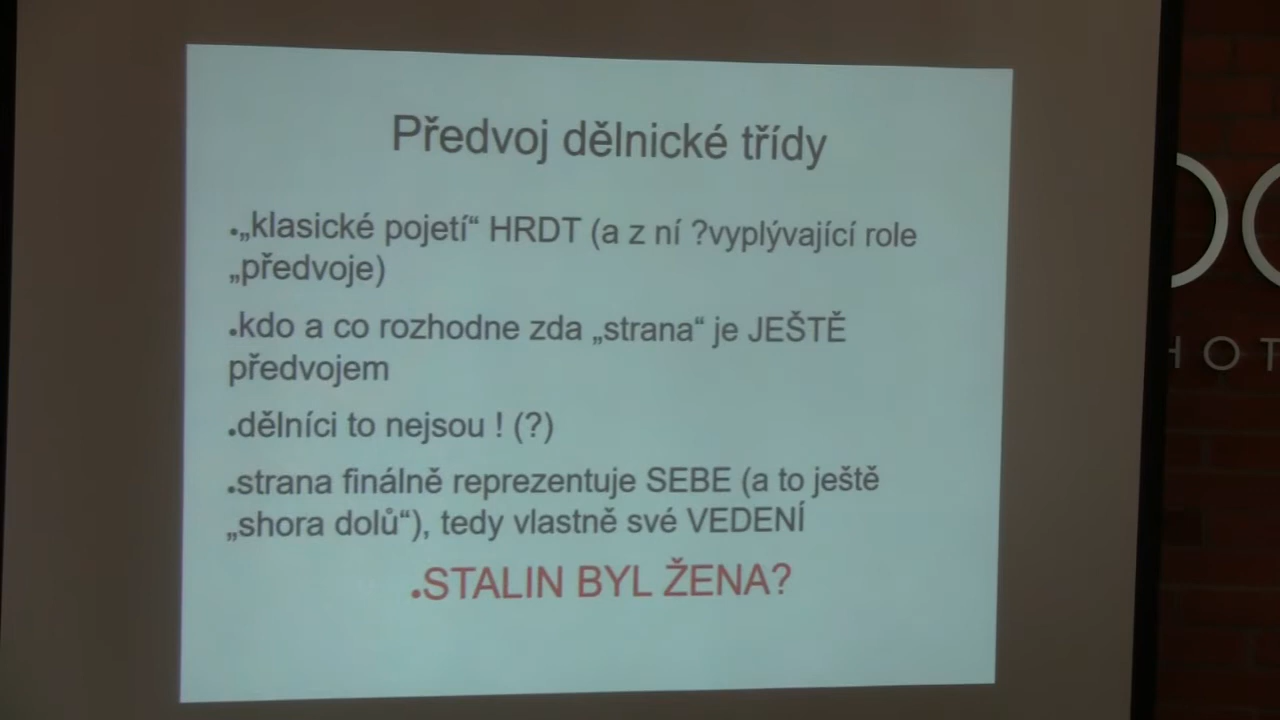 Předvoj dělnické třídy
•„klasické pojetí“ HRDT (a z ní ?vyplývající role
„předvoje)
•kdo a co rozhodne zda „strana“ je JEŠTĚ
předvojem
•dělníci to nejsou ! (?)
•strana finálně reprezentuje SEBE (a to ještě
„shora dolů“), tedy vlastně své VEDENÍ
•STALIN BYL ŽENA?
HOT